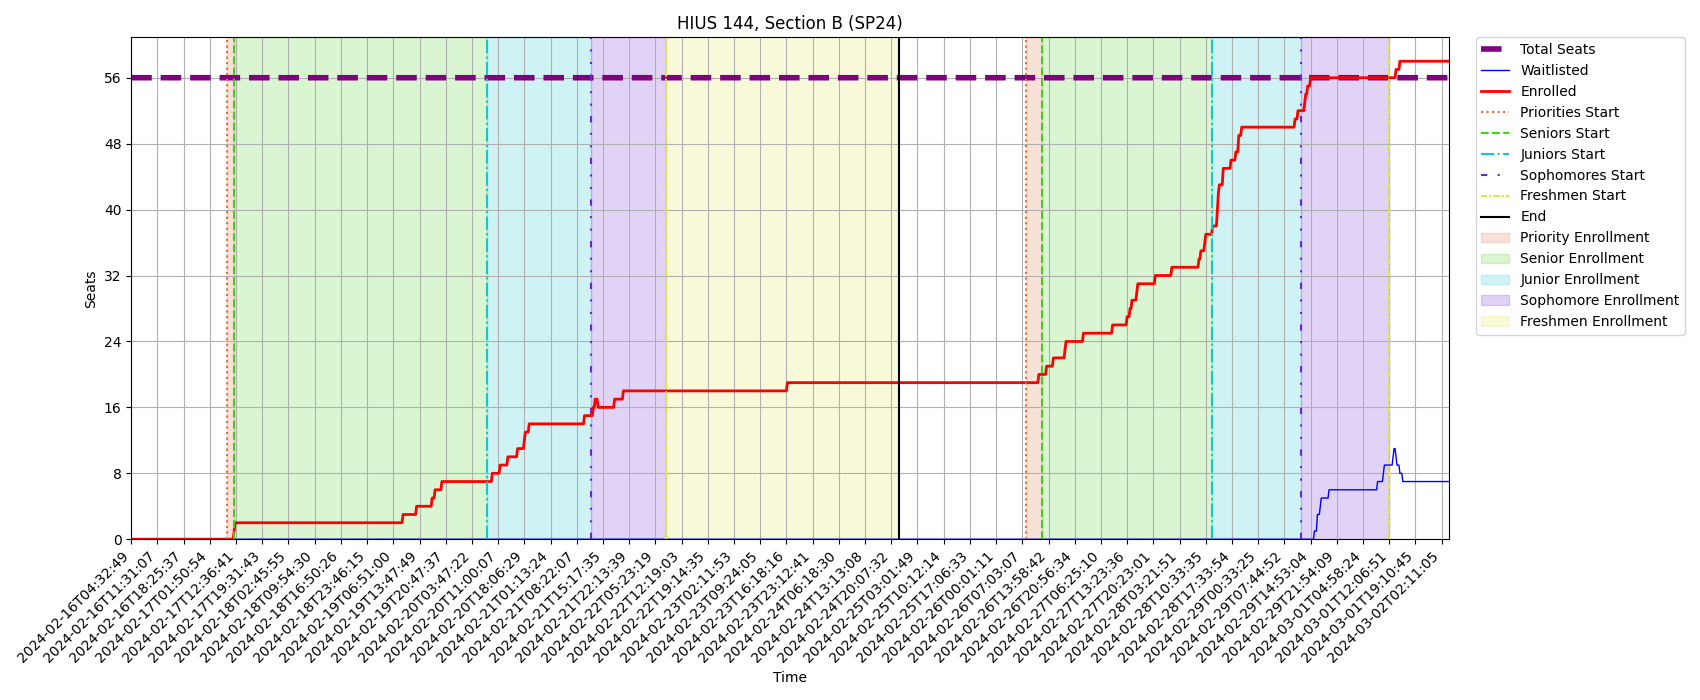 HIUS 144, Section B (SP24)
Seats
56
48
40
32
24
16
8
0
2024-02-16T04:32:49
2024-02-16T11:31:07
2024-02-16T18:25:37
2024-02-17T01:50:54
2024-02-17T12:36:41
2024-02-17T19:31:43
2024-02-18T02:45:55
2024-02-18T09:54:30
2024-02-18T16:50:26
2024-02-18T23:46:15
2024-02-19T06:51:00
2024-02-19T13:47:49
2024-02-19T20:47:37
2024-02-20T03:47:22
2024-02-20T11:00:07
2024-02-20T18:06:29
2024-02-21T01:13:24
2024-02-21T08:22:07
2024-02-21T15:17:35
2024-02-21T22:13:39
2024-02-22T05:23:19
2024-02-22T12:19:03
2024-02-22T19:14:35
2024-02-23T02:11:53
2024-02-23T09:24:05
2024-02-23T16:18:16
2024-02-23T23:12:41
2024-02-24T06:18:30
2024-02-24T13:13:08
2024-02-24T20:07:32
2024-02-25T03:01:49
2024-02-25T10:12:14
2024-02-25T17:06:33
2024-02-26T00:01:11
2024-02-26T07:03:07
2024-02-26T13:58:42
2024-02-26T20:56:34
2024-02-27T06:25:10
2024-02-27T13:23:36
2024-02-27T20:23:01
2024-02-28T03:21:51
2024-02-28T10:33:35
2024-02-28T17:33:54
2024-02-29T00:33:25
2024-02-29T07:44:52
2024-02-29T14:53:04
2024-02-29T21:54:09
2024-03-01T04:58:24
2024-03-01T12:06:51
2024-03-01T19:10:45
2024-03-02T02:11:05
Time
Total Seats
Waitlisted
Enrolled
Priorities Start
Seniors Start
Juniors Start
Sophomores Start
Freshmen Start
End
Priority Enrollment
Senior Enrollment
Junior Enrollment
Sophomore Enrollment
Freshmen Enrollment